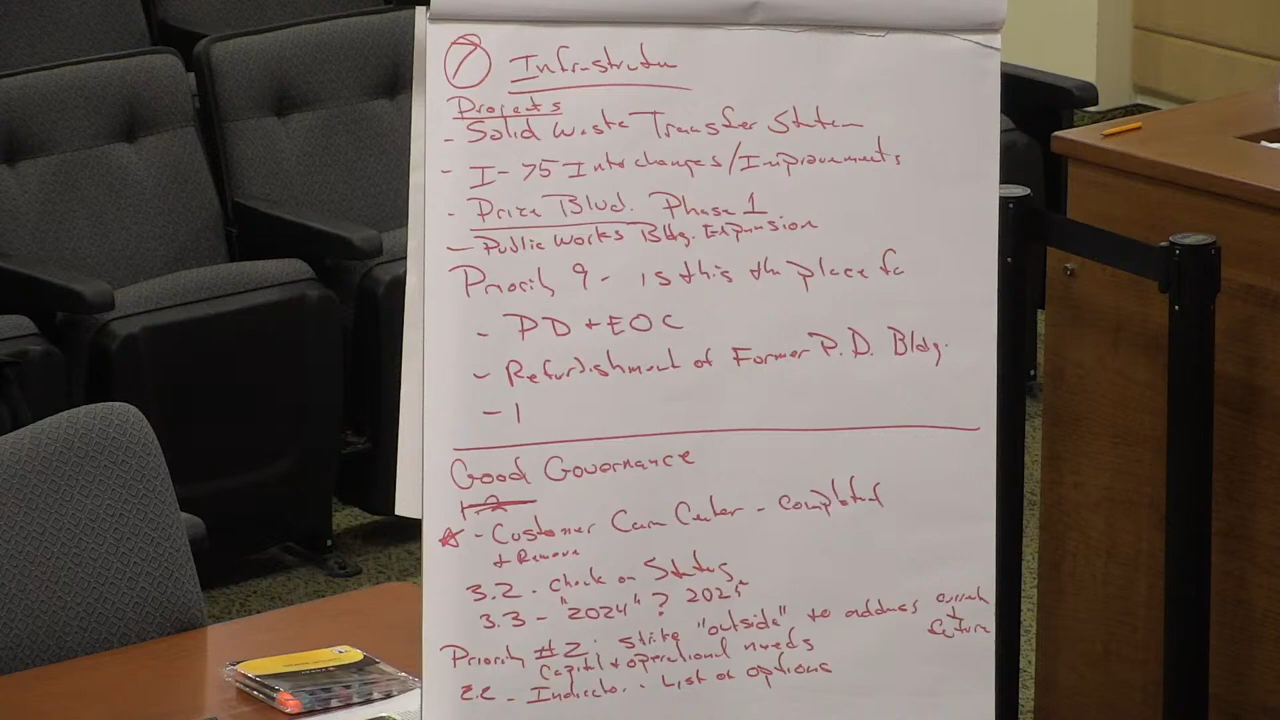 7 Infrastructure
Projects
- Solid Waste Transfer Station
- I-75 Interchanges/Improvements
- Price Blvd. Phase 1
- Public Works Bldg. Expansion
Priority 9 - is this the place for
- PD + EOC
- Refurbishment of Former P.D. Bldg.
- 1
Good Governance
- Customer Care Center - completed
+ Remove
3.2. check on Status
3.3 - "2024"? 2025
Priority #2: strike "outside", to address current + future
capital + operational needs
2.2 - Indicator. List of options